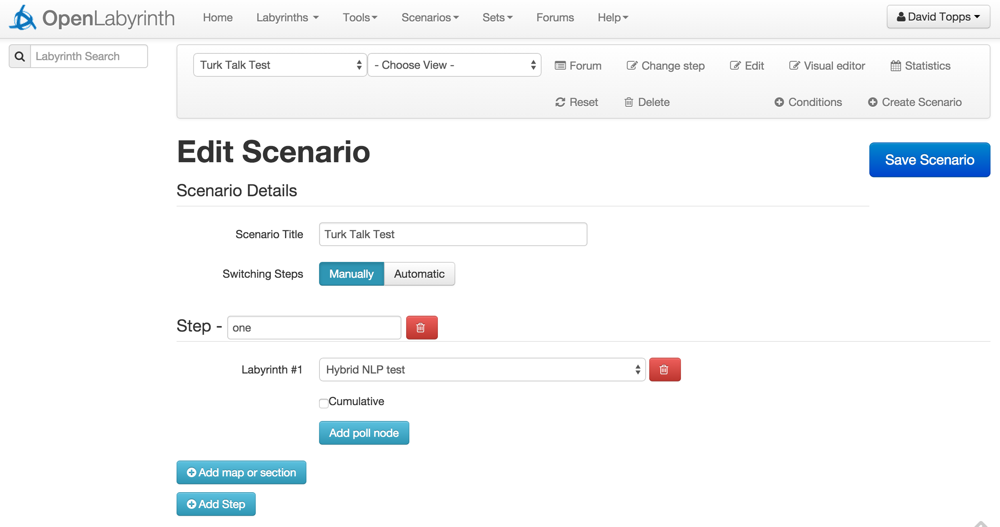 OpenLabyrinth Home Labyrinths Tools Scenarios Sets Forums Help David Topps
Labyrinth Search
Turk Talk Test - Choose View - Forum Change step Edit Visual editor Statistics
Reset Delete Conditions Create Scenario
Edit Scenario
Save Scenario
Scenario Details
Scenario Title Turk Talk Test
Switching Steps Manually Automatic
Step - one
Labyrinth #1 Hybrid NLP test
Cumulative
Add poll node
Add map or section
Add Step